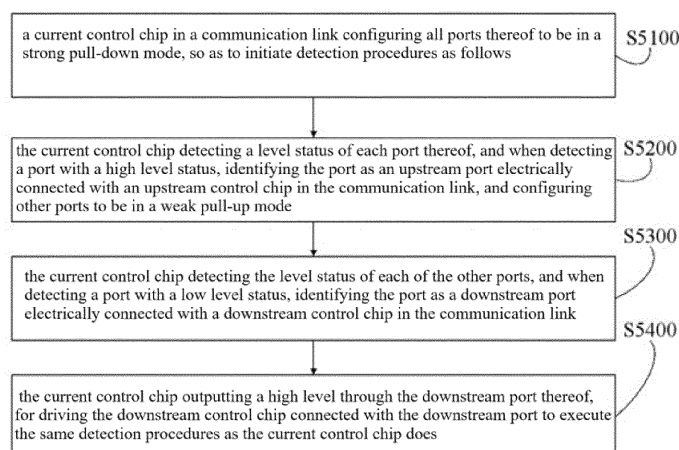 a current control chip in a communication link configuring all ports thereof to be in a
strong pull-down mode, so as to initiate detection procedures as follows
S5100
the current control chip detecting a level status of each port thereof, and when detecting
a port with a high level status, identifying the port as an upstream port electrically
connected with an upstream control chip in the communication link, and configuring
other ports to be in a weak pull-up mode
S5200
the current control chip detecting the level status of each of the other ports, and when
detecting a port with a low level status, identifying the port as a downstream port
electrically connected with a downstream control chip in the communication link
S5300
the current control chip outputting a high level through the downstream port thereof,
for driving the downstream control chip connected with the downstream port to execute
the same detection procedures as the current control chip does
S5400